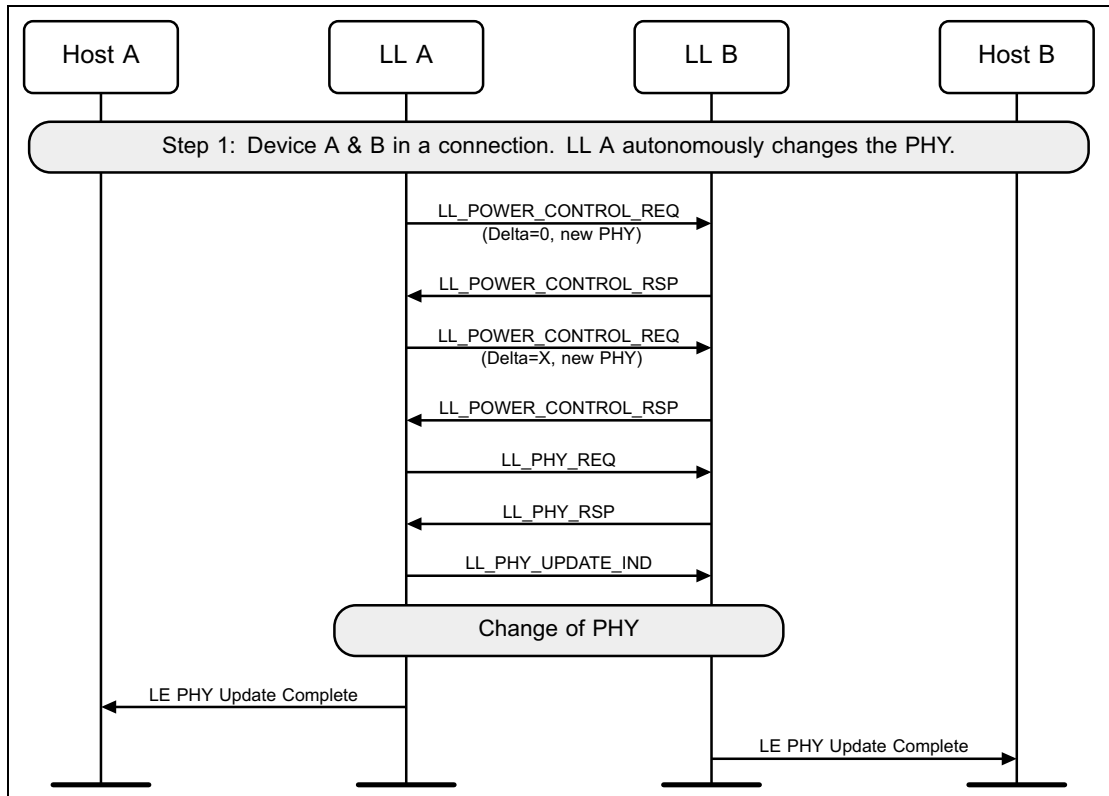 Host A
LL A
LL B
Host B
Step 1: Device A & B in a connection. LL A autonomously changes the PHY.
LL_POWER_CONTROL_REQ
(Delta=0, new PHY)
LL_POWER_CONTROL_RSP
LL_POWER_CONTROL_REQ
(Delta=X, new PHY)
LL_POWER_CONTROL_RSP
LL_PHY_REQ
LL_PHY_RSP
LL_PHY_UPDATE_IND
Change of PHY
LE PHY Update Complete
LE PHY Update Complete